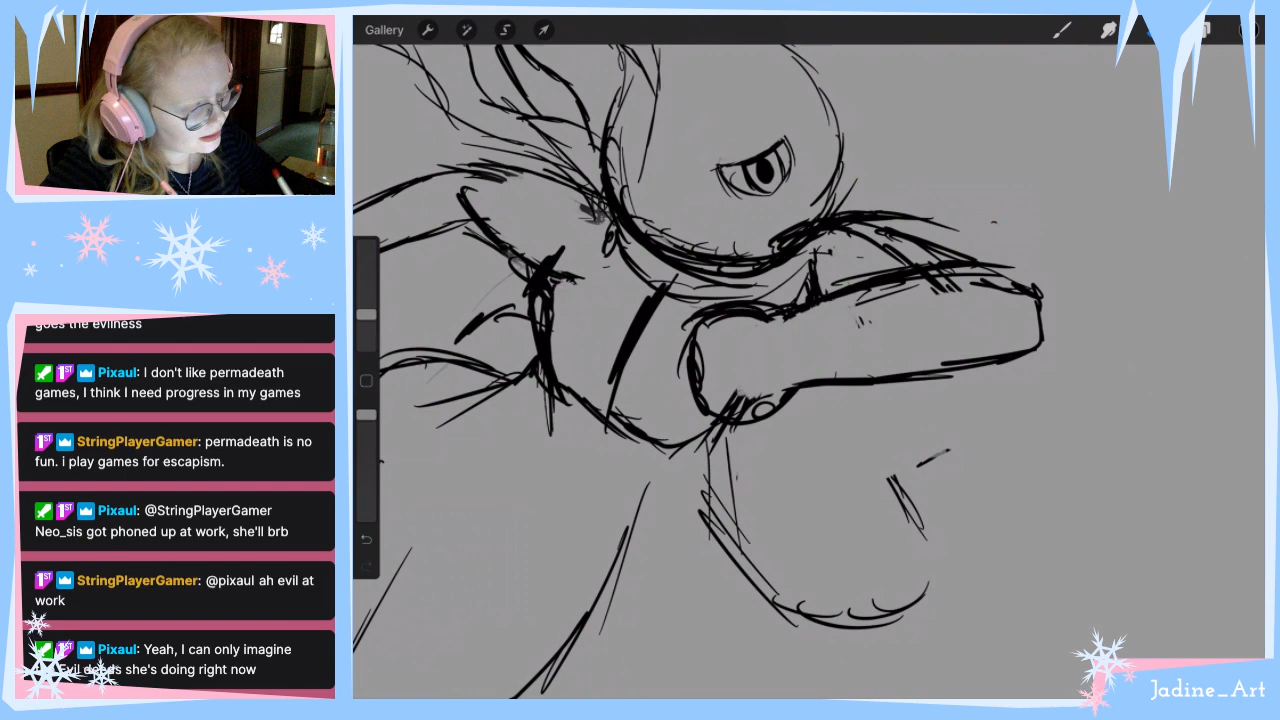 Gallery
goes the evilness
Pixaul: I don't like permadeath
games, I think I need progress in my games
StringPlayerGamer: permadeath is no
fun. i play games for escapism.
Pixaul: @StringPlayerGamer
Neo_sis got phoned up at work, she'll brb
StringPlayerGamer: @pixaul ah evil at
work
Pixaul: Yeah, I can only imagine
Evil deeds she's doing right now
Jadine_Art